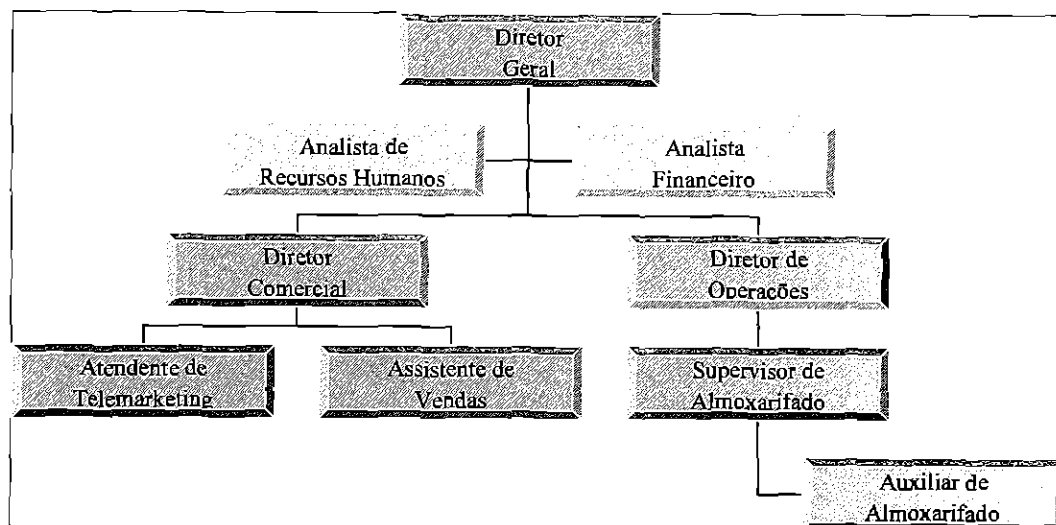 Diretor
Geral
Analista de
Recursos Humanos
Analista
Financeiro
Diretor
Comercial
Diretor de
Operações
Atendente de
Telemarketing
Assistente de
Vendas
Supervisor de
Almoxarifado
Auxiliar de
Almoxarifado